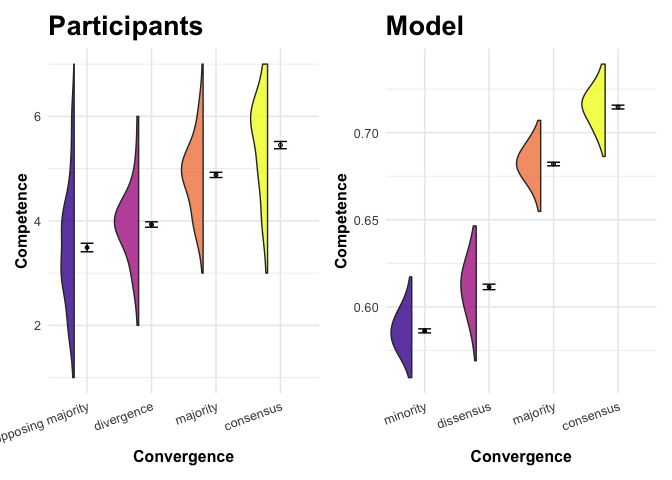 Participants
Competence
6
4
2
pposing majority
divergence
majority
consensus
Convergence
Model
Competence
0.70
0.65
0.60
minority
dissensus
majority
consensus
Convergence